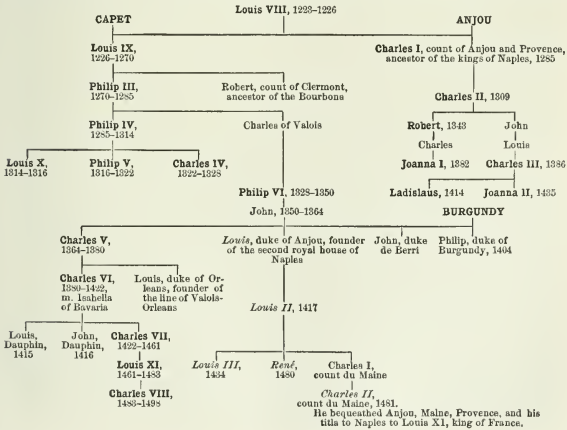 Louis VIII, 1223-1226
CAPET
ANJOU
Louis IX,
1226-1270
Charles I, count of Anjou and Provence,
ancestor of the kings of Naples, 1285
Philip III,
1270-1285
Robert, count of Clermont,
ancestor of the Bourbons
Charles II, 1309
Philip IV,
1285-1314
Charles of Valois
Robert, 1343
John
Charles
Louis
Louis X,
1314-1316
Philip V,
1316-1322
Charles IV,
1322-1328
Joanna I, 1382
Charles III, 1386
Philip VI, 1328-1350
Ladislaus, 1414
Joanna II, 1435
John, 1350-1364
BURGUNDY
Charles V,
1364-1380
Louis, duke of Anjou, founder
of the second royal house of
Naples
John, duke
de Berri
Philip, duke of
Burgundy, 1404
Charles VI,
1380-1422,
m. Isabella
of Bavaria
Louis, duke of Or-
leans, founder of
the line of Valois-
Orleans
Louis II, 1417
Louis,
Dauphin,
1415
John,
Dauphin,
1416
Charles VII,
1422-1461
Louis XI,
1461-1483
Charles VIII,
1483-1498
Louis III,
1434
René,
1480
Charles I,
count du Maine
Charles II,
count du Maine, 1481.
He bequeathed Anjou, Maine, Provence, and his
title to Naples to Louis XI, king of France.